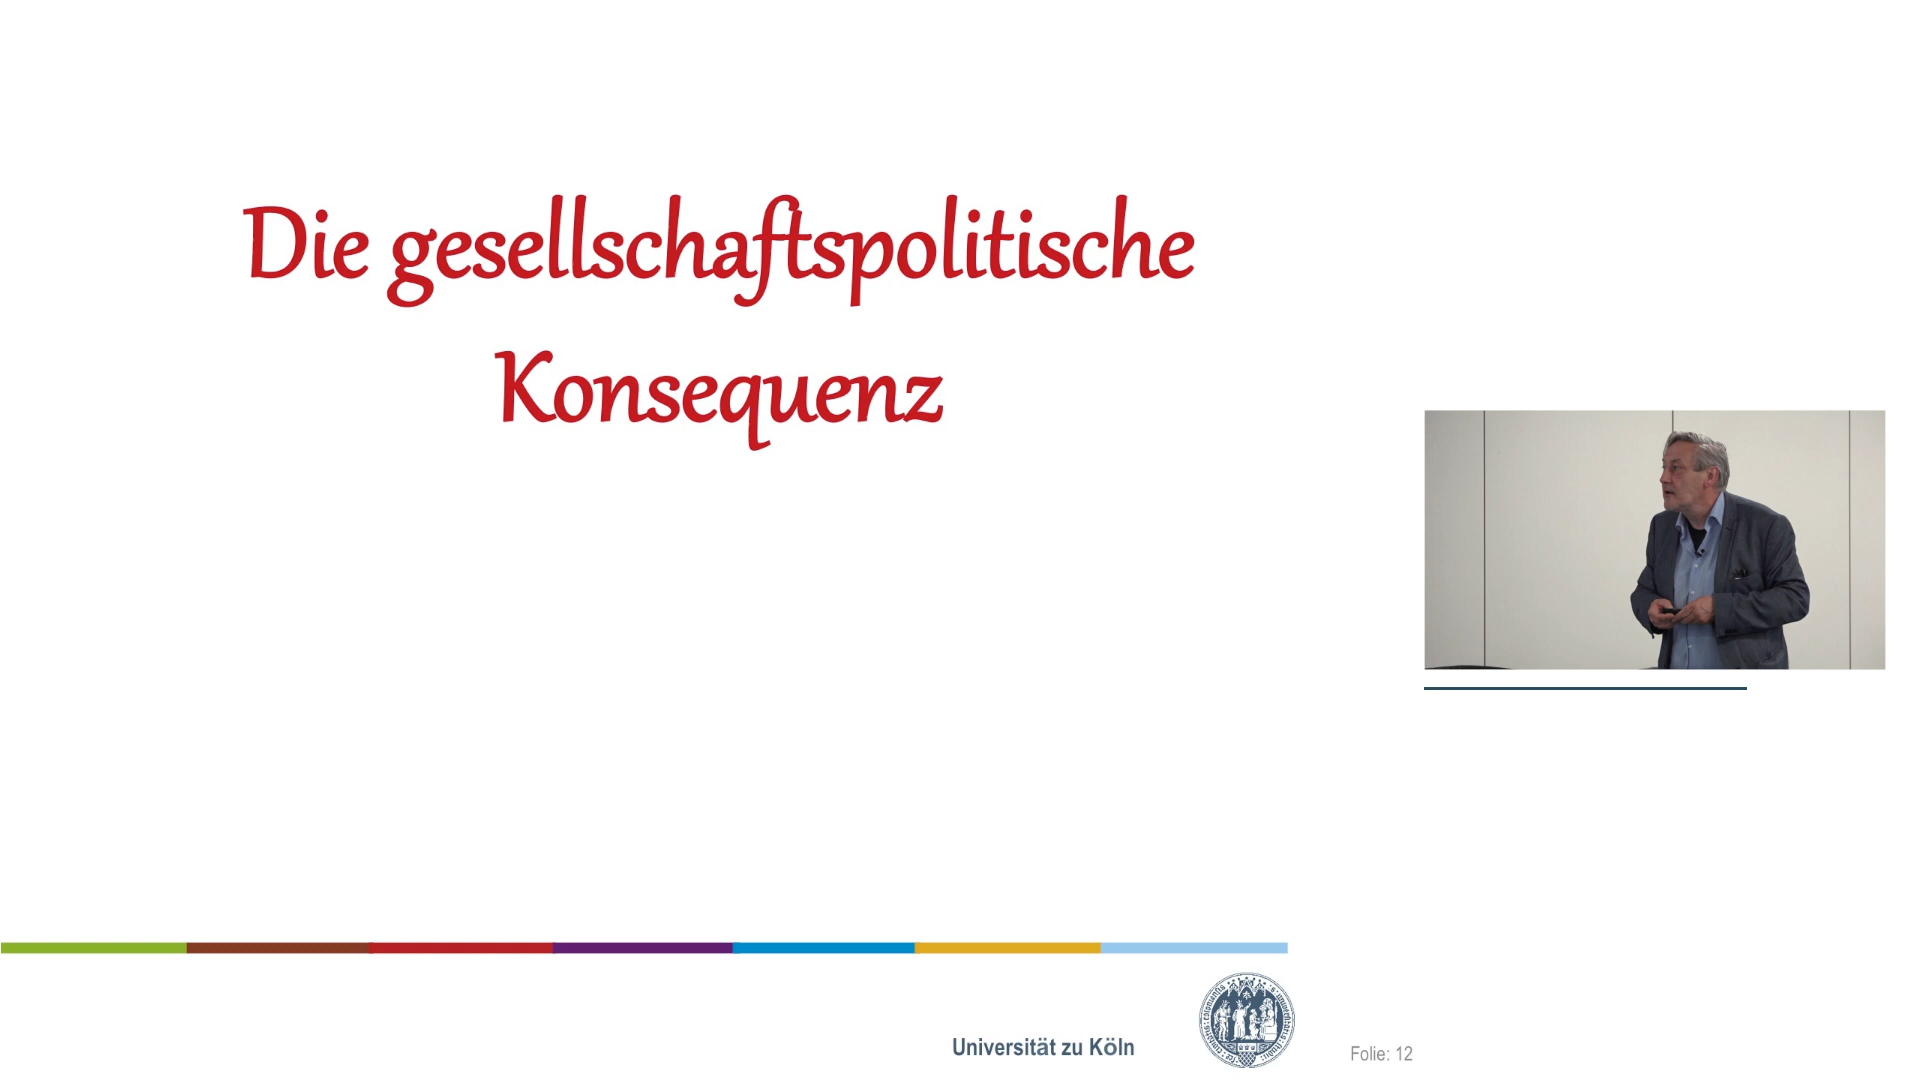 Die gesellschaftspolitische
Konsequenz
Universität zu Köln
Folie: 12